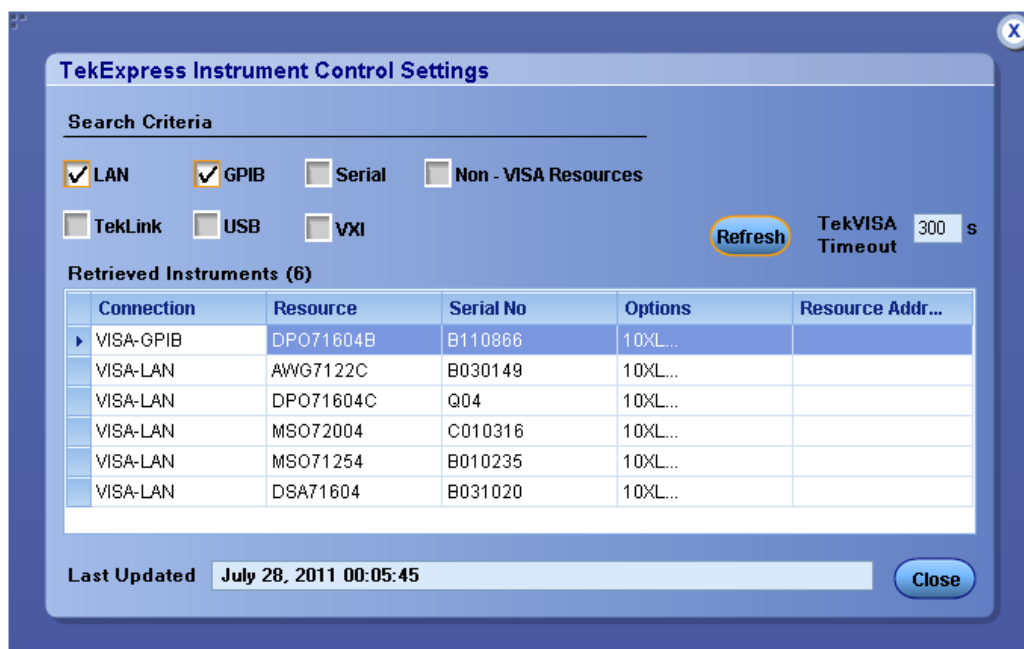 X
TekExpress Instrument Control Settings
Search Criteria
LAN GPIB Serial Non - VISA Resources
TekLink USB VXI
Refresh TekVISA Timeout 300 s
Retrieved Instruments (6)
Connection Resource Serial No Options Resource Addr...
VISA-GPIB DPO71604B B110866 10XL...
VISA-LAN AWG7122C B030149 10XL...
VISA-LAN DPO71604C Q04 10XL...
VISA-LAN MSO72004 C010316 10XL...
VISA-LAN MSO71254 B010235 10XL...
VISA-LAN DSA71604 B031020 10XL...
Last Updated July 28, 2011 00:05:45
Close